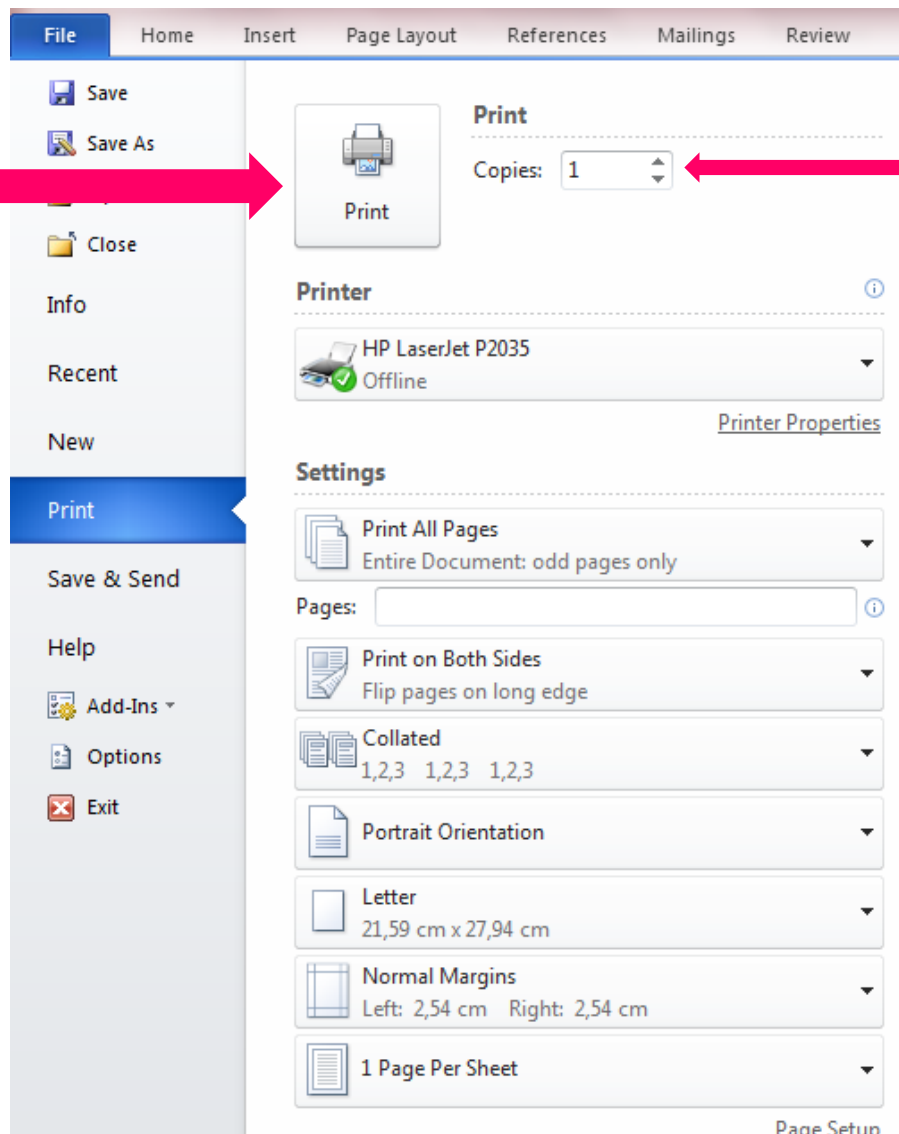 File Home Insert Page Layout References Mailings Review
Save
Save As
Close
Info
Recent
New
Print
Save & Send
Help
Add-Ins
Options
Exit
Print
Print
Copies: 1
Printer
HP LaserJet P2035
Offline
Printer Properties
Settings
Print All Pages
Entire Document: odd pages only
Pages:
Print on Both Sides
Flip pages on long edge
Collated
1,2,3 1,2,3 1,2,3
Portrait Orientation
Letter
21,59 cm x 27,94 cm
Normal Margins
Left: 2,54 cm Right: 2,54 cm
1 Page Per Sheet
Page Setup